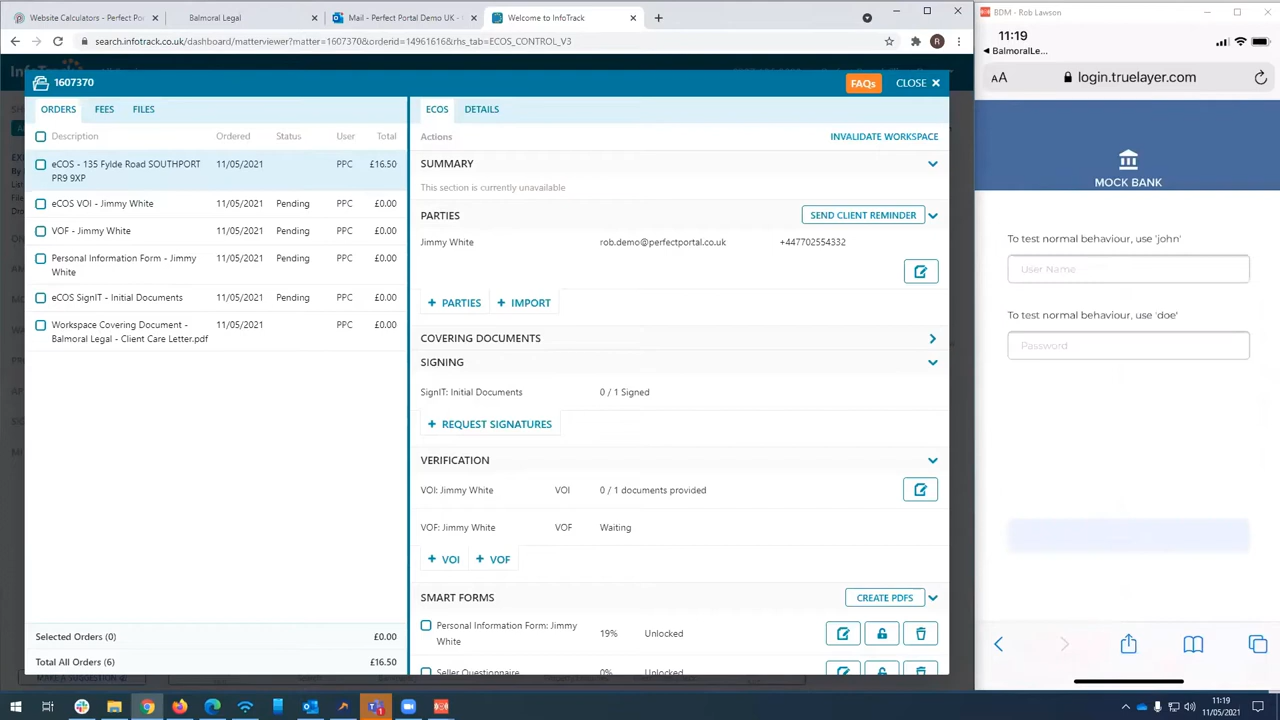 Website Calculators - Perfect Po
Balmoral Legal
Mail - Perfect Portal Demo UK
Welcome to InfoTrack
search.infotrack.co.uk/dashboard/matterviewer?matter=1607370&orderid=14961616&rhs_tab=ECOS_CONTROL_V3
R
1607370
FAQs
CLOSE
ORDERS FEES FILES
Description Ordered Status User Total
eCOS - 135 Fylde Road SOUTHPORT PR9 9XP 11/05/2021 PPC £16.50
eCOS VOI - Jimmy White 11/05/2021 Pending PPC £0.00
VOF - Jimmy White 11/05/2021 Pending PPC £0.00
Personal Information Form - Jimmy White 11/05/2021 Pending PPC £0.00
eCOS SignIT - Initial Documents 11/05/2021 Pending PPC £0.00
Workspace Covering Document - Balmoral Legal - Client Care Letter.pdf 11/05/2021 PPC £0.00
Selected Orders (0) £0.00
Total All Orders (6) £16.50
ECOS DETAILS
Actions INVALIDATE WORKSPACE
SUMMARY
This section is currently unavailable
PARTIES SEND CLIENT REMINDER
Jimmy White rob.demo@perfectportal.co.uk +447702554332
+ PARTIES + IMPORT
COVERING DOCUMENTS
SIGNING
SignIT: Initial Documents 0 / 1 Signed
+ REQUEST SIGNATURES
VERIFICATION
VOI: Jimmy White VOI 0 / 1 documents provided
VOF: Jimmy White VOF Waiting
+ VOI + VOF
SMART FORMS CREATE PDFS
Personal Information Form: Jimmy White 19% Unlocked
Seller Questionnaire 0% Unlocked
BDM - Rob Lawson
11:19
BalmoralLe...
AA login.truelayer.com
MOCK BANK
To test normal behaviour, use 'john'
User Name
To test normal behaviour, use 'doe'
Password
11:19
11/05/2021